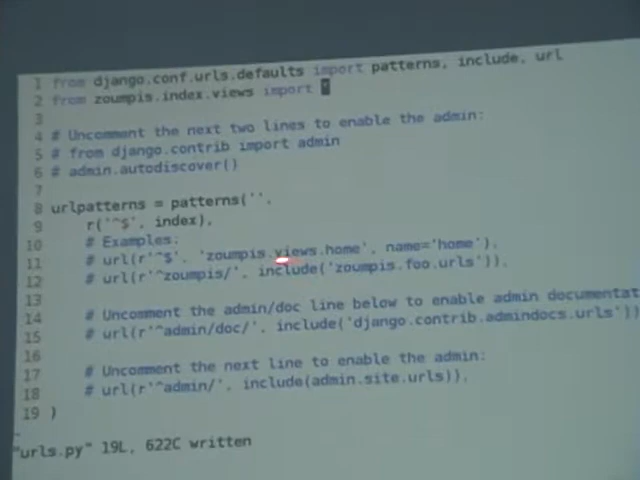 1 from django.conf.urls.defaults import patterns, include, url
2 from zoumpis.index.views import *
3
4 # Uncomment the next two lines to enable the admin:
5 # from django.contrib import admin
6 # admin.autodiscover()
7
8 urlpatterns = patterns('',
9     r('^$', index),
10     # Examples:
11     # url(r'^$', 'zoumpis.views.home', name='home'),
12     # url(r'^zoumpis/', include('zoumpis.foo.urls')),
13
14     # Uncomment the admin/doc line below to enable admin documentat
15     # url(r'^admin/doc/', include('django.contrib.admindocs.urls'))
16
17     # Uncomment the next line to enable the admin:
18     # url(r'^admin/', include(admin.site.urls)),
19 )
~
"urls.py" 19L, 622C written